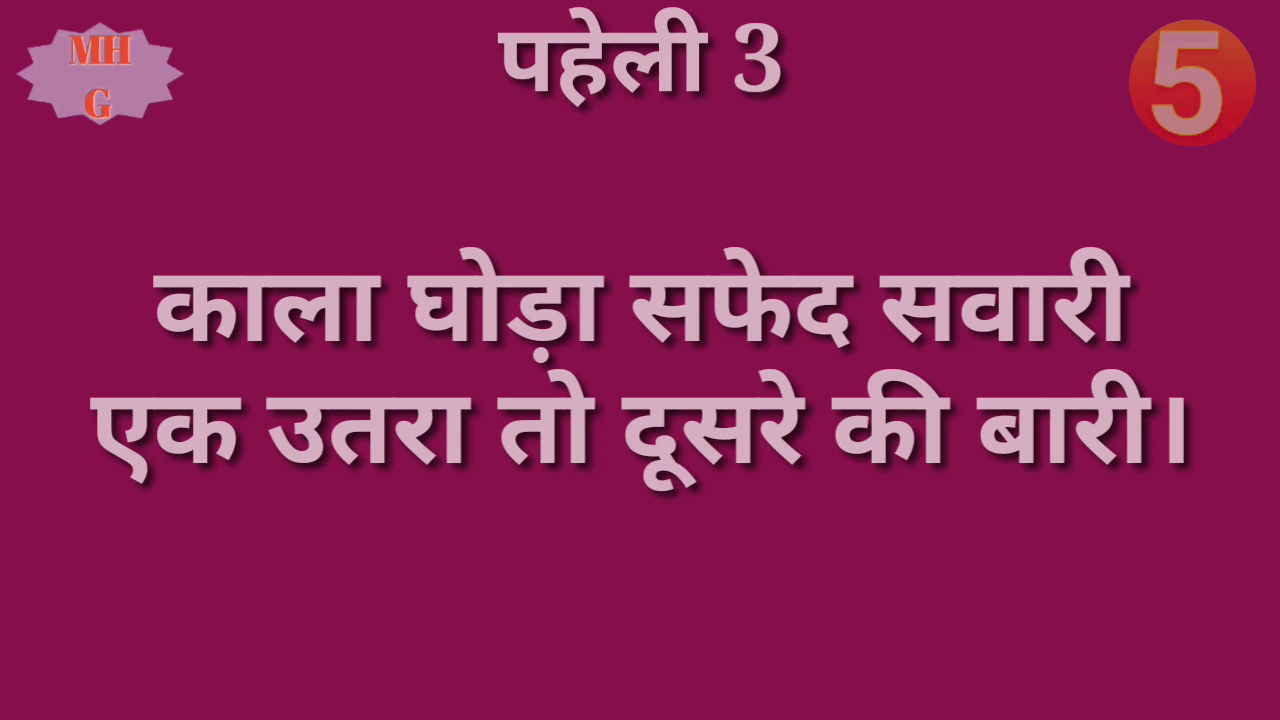 MH
G
पहेली 3
5
काला घोड़ा सफेद सवारी
एक उतरा तो दूसरे की बारी।